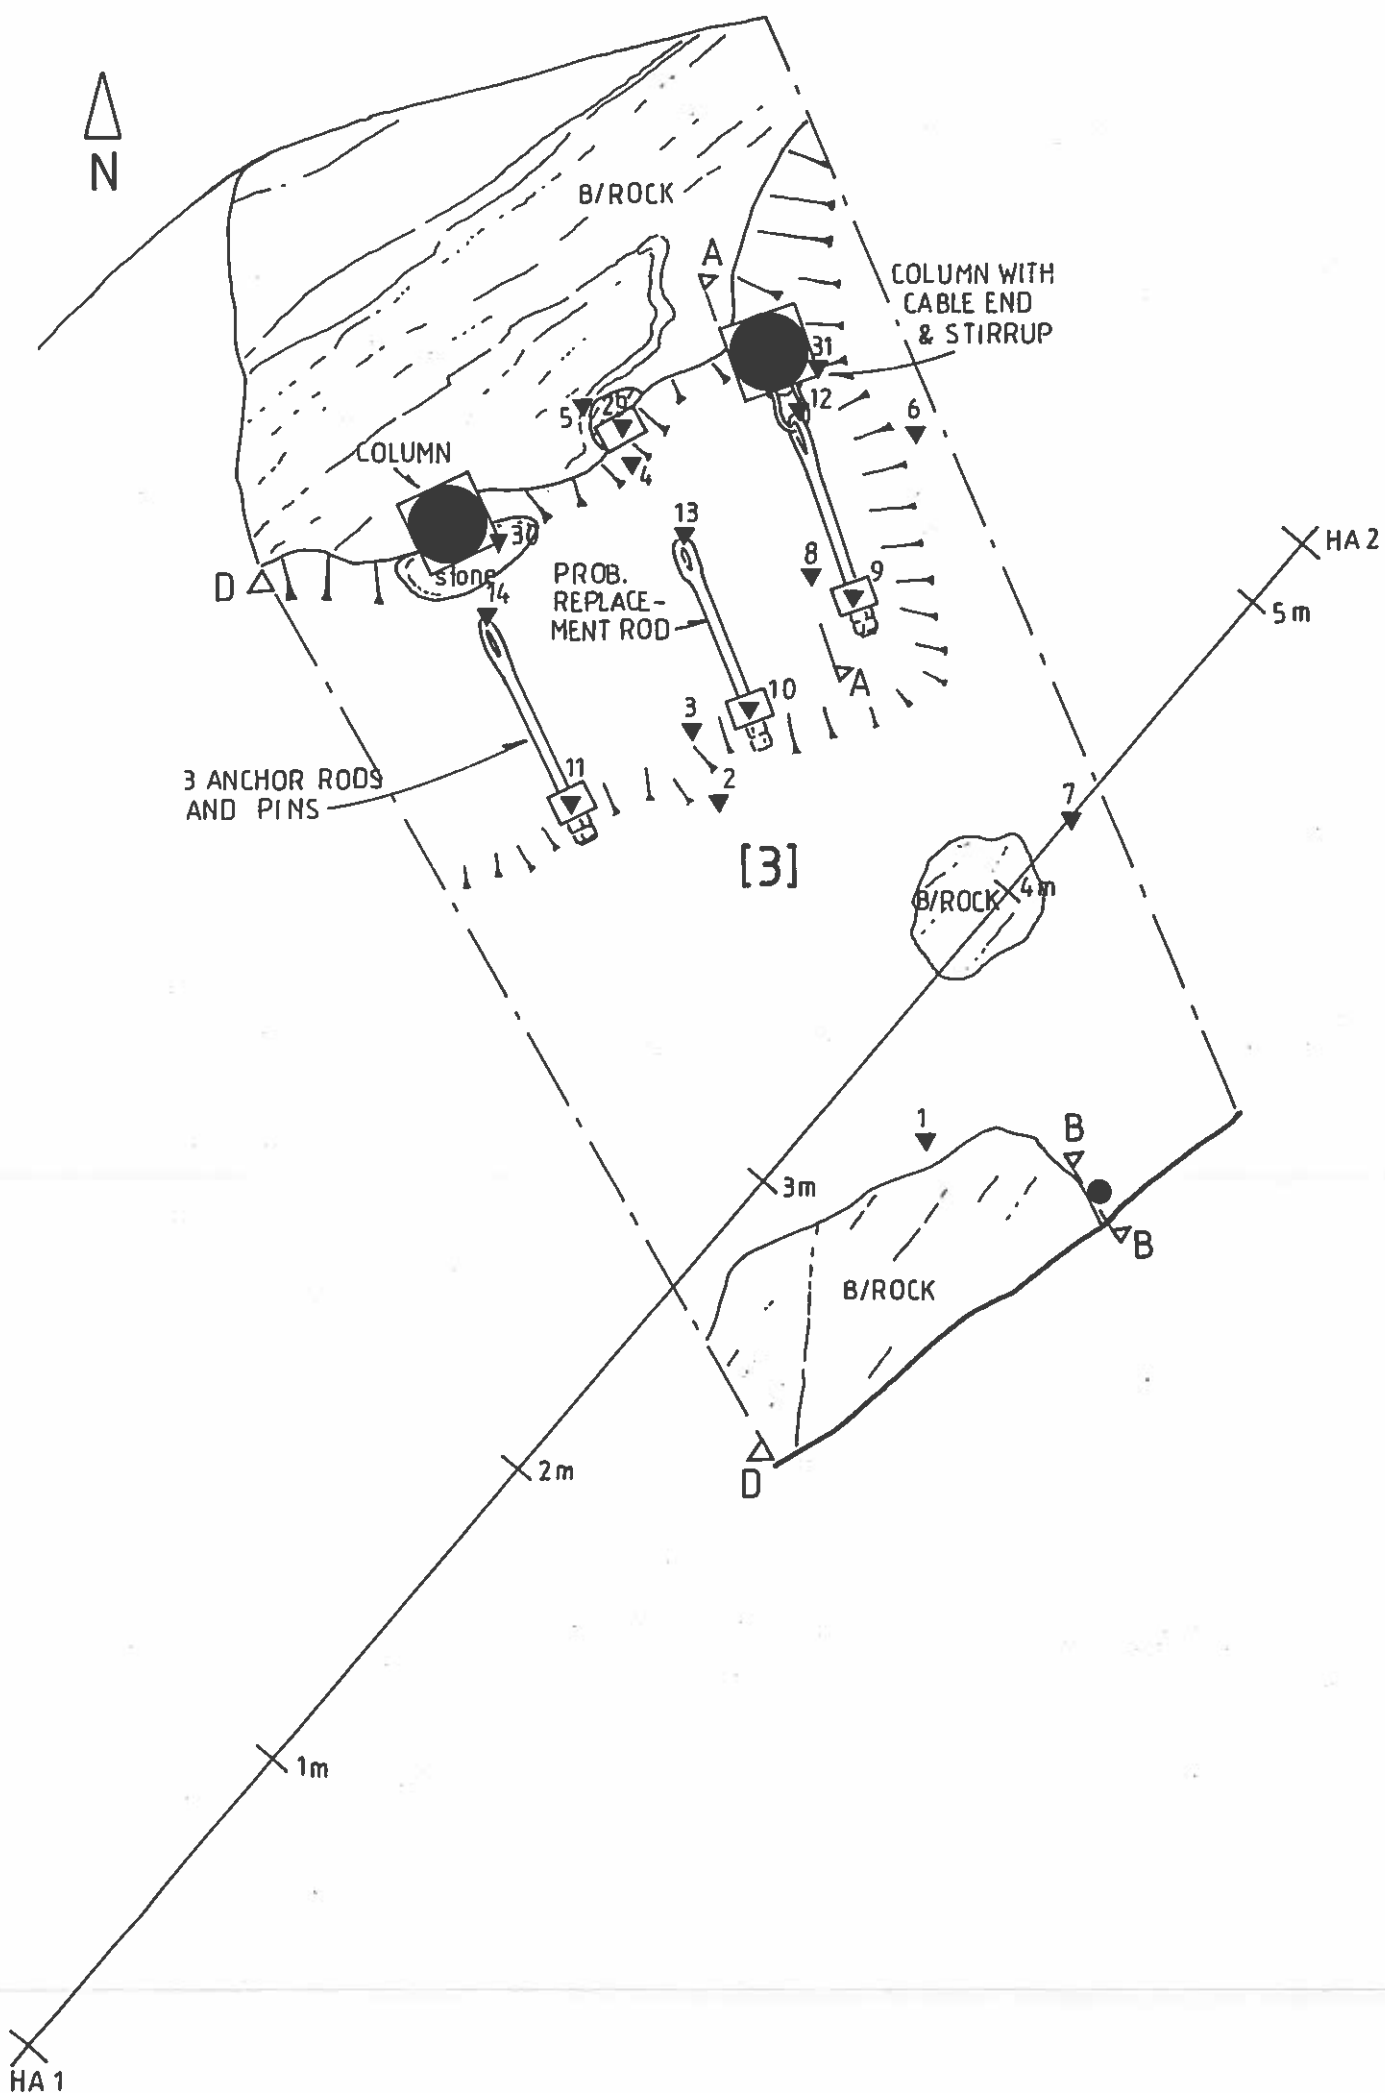 N
B/ROCK
A
COLUMN WITH
CABLE END
& STIRRUP
31
12
6
5
4
COLUMN
30
stone
D
14
13
PROB.
REPLACE-
MENT ROD
8
9
HA 2
5m
A
10
3
3 ANCHOR RODS
AND PINS
11
2
7
[3]
B/ROCK
4m
1
B
3m
B
B/ROCK
2m
D
1m
HA 1